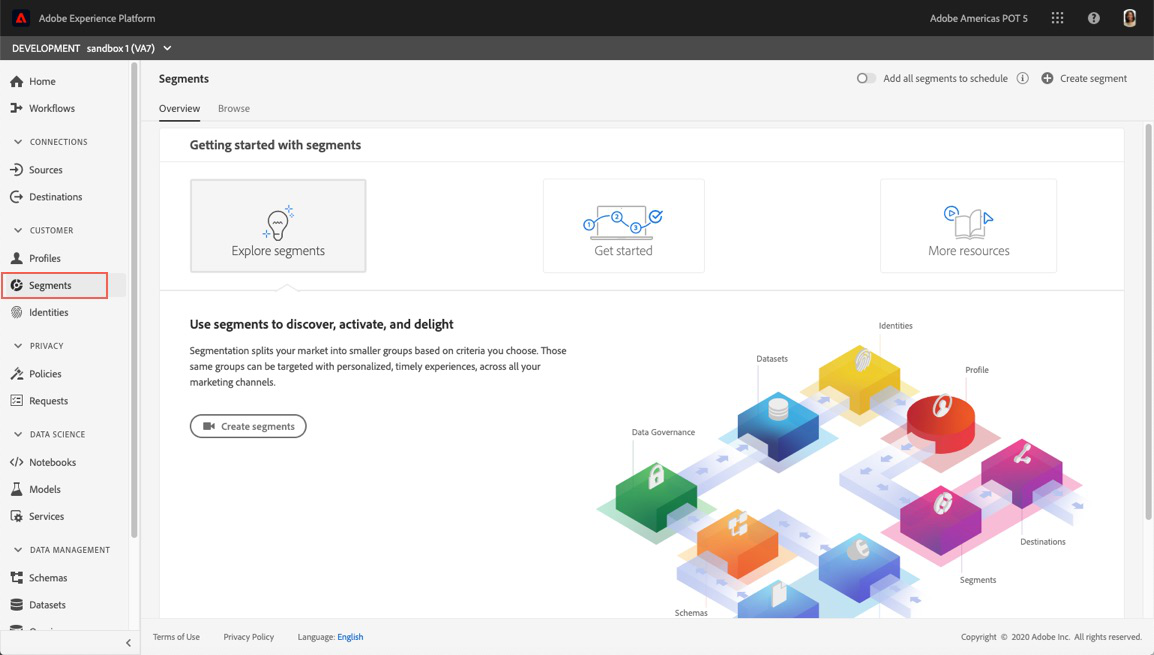 Adobe Experience Platform
Adobe Americas POT 5
DEVELOPMENT sandbox 1 (VA7)
Home
Workflows
CONNECTIONS
Sources
Destinations
CUSTOMER
Profiles
Segments
Identities
PRIVACY
Policies
Requests
DATA SCIENCE
Notebooks
Models
Services
DATA MANAGEMENT
Schemas
Datasets
Segments
Add all segments to schedule
Create segment
Overview
Browse
Getting started with segments
Explore segments
1
2
3
Get started
More resources
Use segments to discover, activate, and delight
Segmentation splits your market into smaller groups based on criteria you choose. Those
same groups can be targeted with personalized, timely experiences, across all your
marketing channels.
Create segments
Identities
Datasets
Profile
Data Governance
Destinations
Segments
Schemas
Terms of Use
Privacy Policy
Language: English
Copyright © 2020 Adobe Inc. All rights reserved.